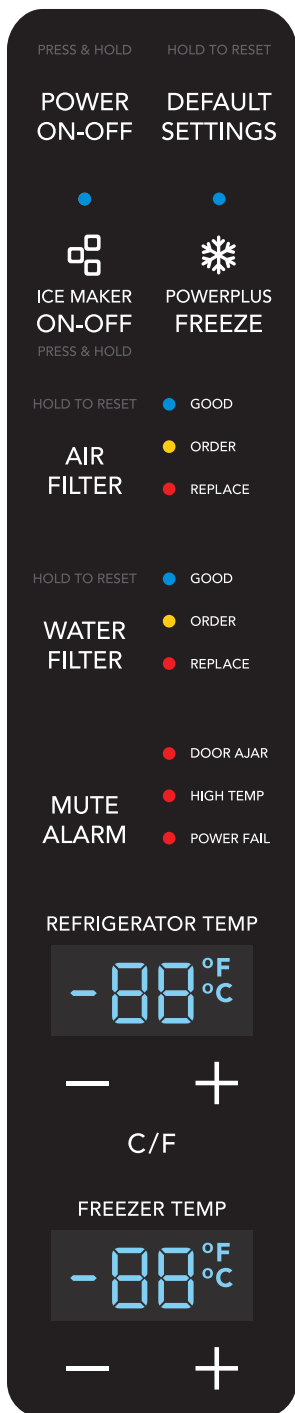 PRESS & HOLD HOLD TO RESET
POWER DEFAULT
ON-OFF SETTINGS
ICE MAKER POWERPLUS
ON-OFF FREEZE
PRESS & HOLD
HOLD TO RESET GOOD
AIR ORDER
FILTER REPLACE
HOLD TO RESET GOOD
WATER ORDER
FILTER REPLACE
DOOR AJAR
MUTE HIGH TEMP
ALARM POWER FAIL
REFRIGERATOR TEMP
-88 °F
°C
− +
C/F
FREEZER TEMP
-88 °F
°C
− +